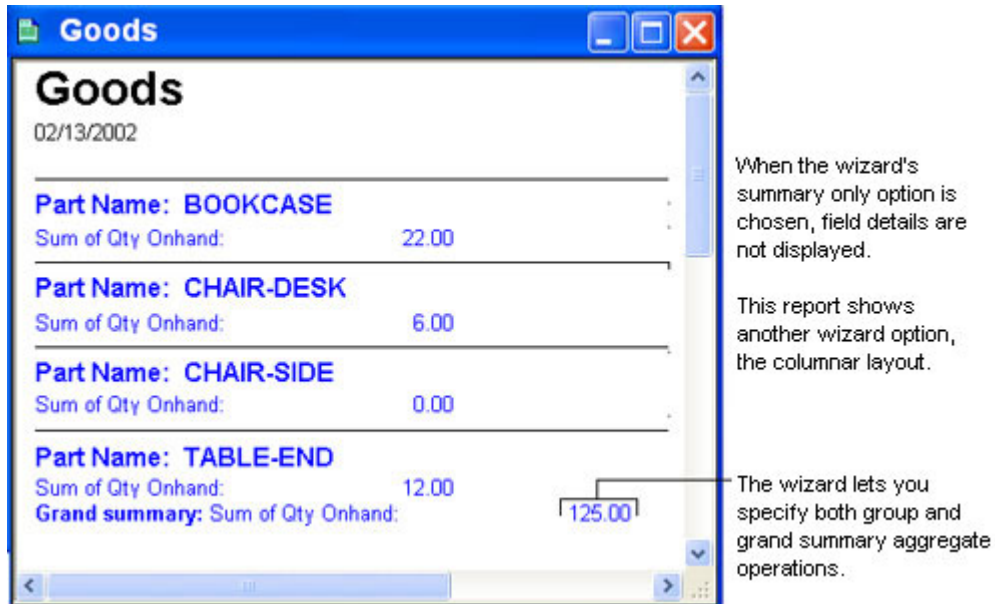 Goods
Goods
02/13/2002
Part Name: BOOKCASE
Sum of Qty Onhand: 22.00
Part Name: CHAIR-DESK
Sum of Qty Onhand: 6.00
Part Name: CHAIR-SIDE
Sum of Qty Onhand: 0.00
Part Name: TABLE-END
Sum of Qty Onhand: 12.00
Grand summary: Sum of Qty Onhand: 125.00
When the wizard's
summary only option is
chosen, field details are
not displayed.
This report shows
another wizard option,
the columnar layout.
The wizard lets you
specify both group and
grand summary aggregate
operations.